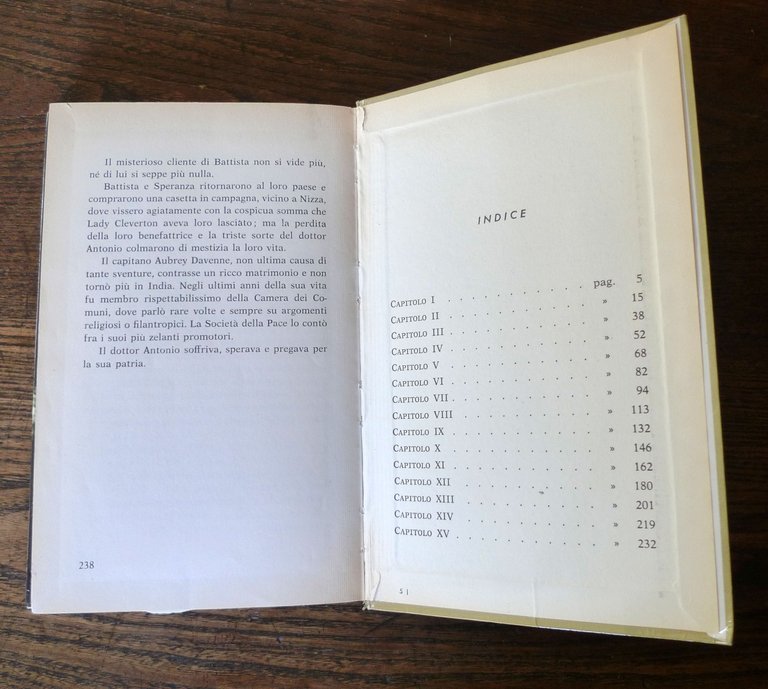 Il misterioso cliente di Battista non si vide più,
né di lui si seppe più nulla.
Battista e Speranza ritornarono al loro paese e
comprarono una casetta in campagna, vicino a Nizza,
dove vissero agiatamente con la cospicua somma che
Lady Cleverton aveva loro lasciato; ma la perdita
della loro benefattrice e la triste sorte del dottor
Antonio colmarono di mestizia la loro vita.
Il capitano Aubrey Davenne, non ultima causa di
tante sventure, contrasse un ricco matrimonio e non
tornò più in India. Negli ultimi anni della sua vita
fu membro rispettabilissimo della Camera dei Co-
muni, dove parlò rare volte e sempre su argomenti
religiosi o filantropici. La Società della Pace lo contò
fra i suoi più zelanti promotori.
Il dottor Antonio soffriva, sperava e pregava per
la sua patria.
238
INDICE
CAPITOLO I . . . . . . . . . . pag. 5
CAPITOLO II . . . . . . . . . . » 15
CAPITOLO III . . . . . . . . . . » 38
CAPITOLO IV . . . . . . . . . . » 52
CAPITOLO V . . . . . . . . . . » 68
CAPITOLO VI . . . . . . . . . . » 82
CAPITOLO VII . . . . . . . . . . » 94
CAPITOLO VIII . . . . . . . . . . » 113
CAPITOLO IX . . . . . . . . . . » 132
CAPITOLO X . . . . . . . . . . » 146
CAPITOLO XI . . . . . . . . . . » 162
CAPITOLO XII . . . . . . . . . . » 180
CAPITOLO XIII . . . . . . . . . . » 201
CAPITOLO XIV . . . . . . . . . . » 219
CAPITOLO XV . . . . . . . . . . » 232
5 |